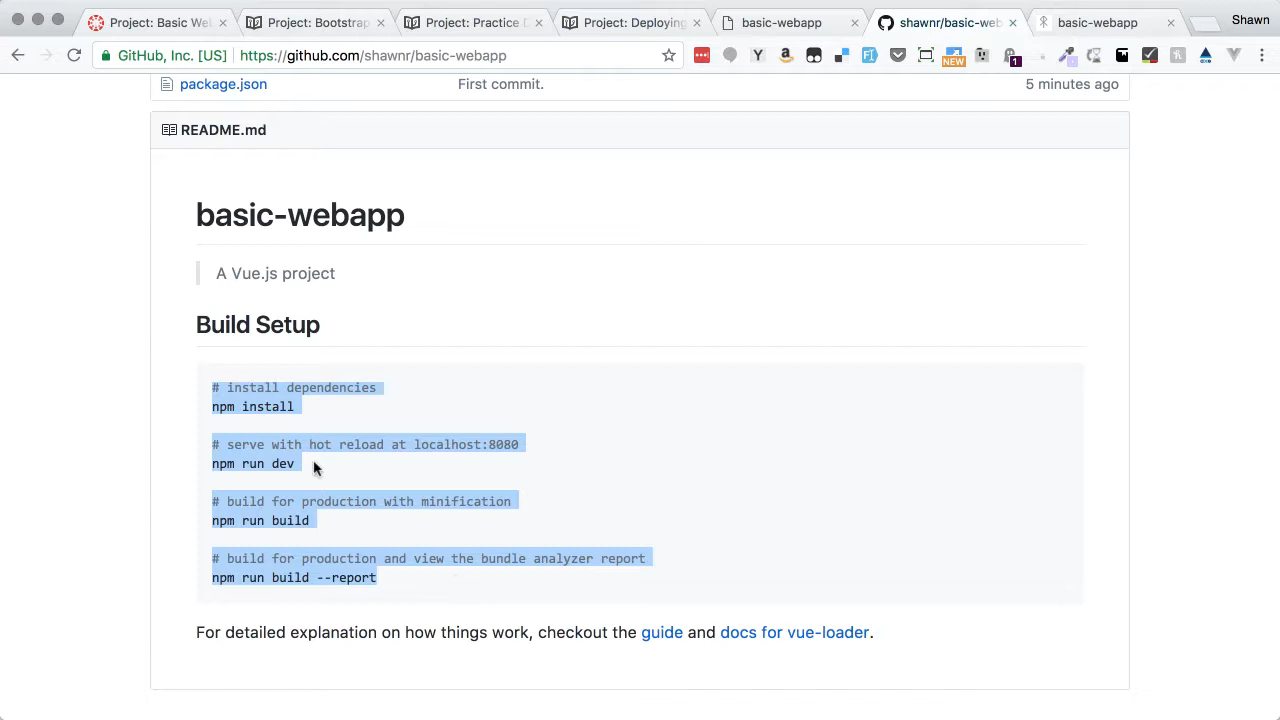 Project: Basic We
Project: Bootstrap
Project: Practice
Project: Deploying
basic-webapp
shawnr/basic-web
basic-webapp
Shawn
GitHub, Inc. [US]
https://github.com/shawnr/basic-webapp
NEW
1
package.json
First commit.
5 minutes ago
README.md
basic-webapp
A Vue.js project
Build Setup
# install dependencies
npm install
# serve with hot reload at localhost:8080
npm run dev
# build for production with minification
npm run build
# build for production and view the bundle analyzer report
npm run build --report
For detailed explanation on how things work, checkout the guide and docs for vue-loader.